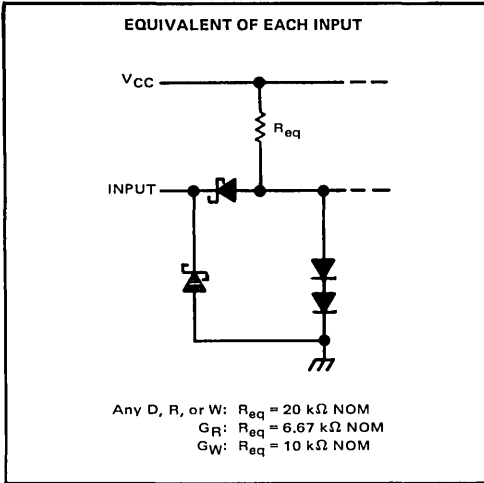 EQUIVALENT OF EACH INPUT
VCC
Req
INPUT
Any D, R, or W: Req = 20 kΩ NOM
GR: Req = 6.67 kΩ NOM
GW: Req = 10 kΩ NOM